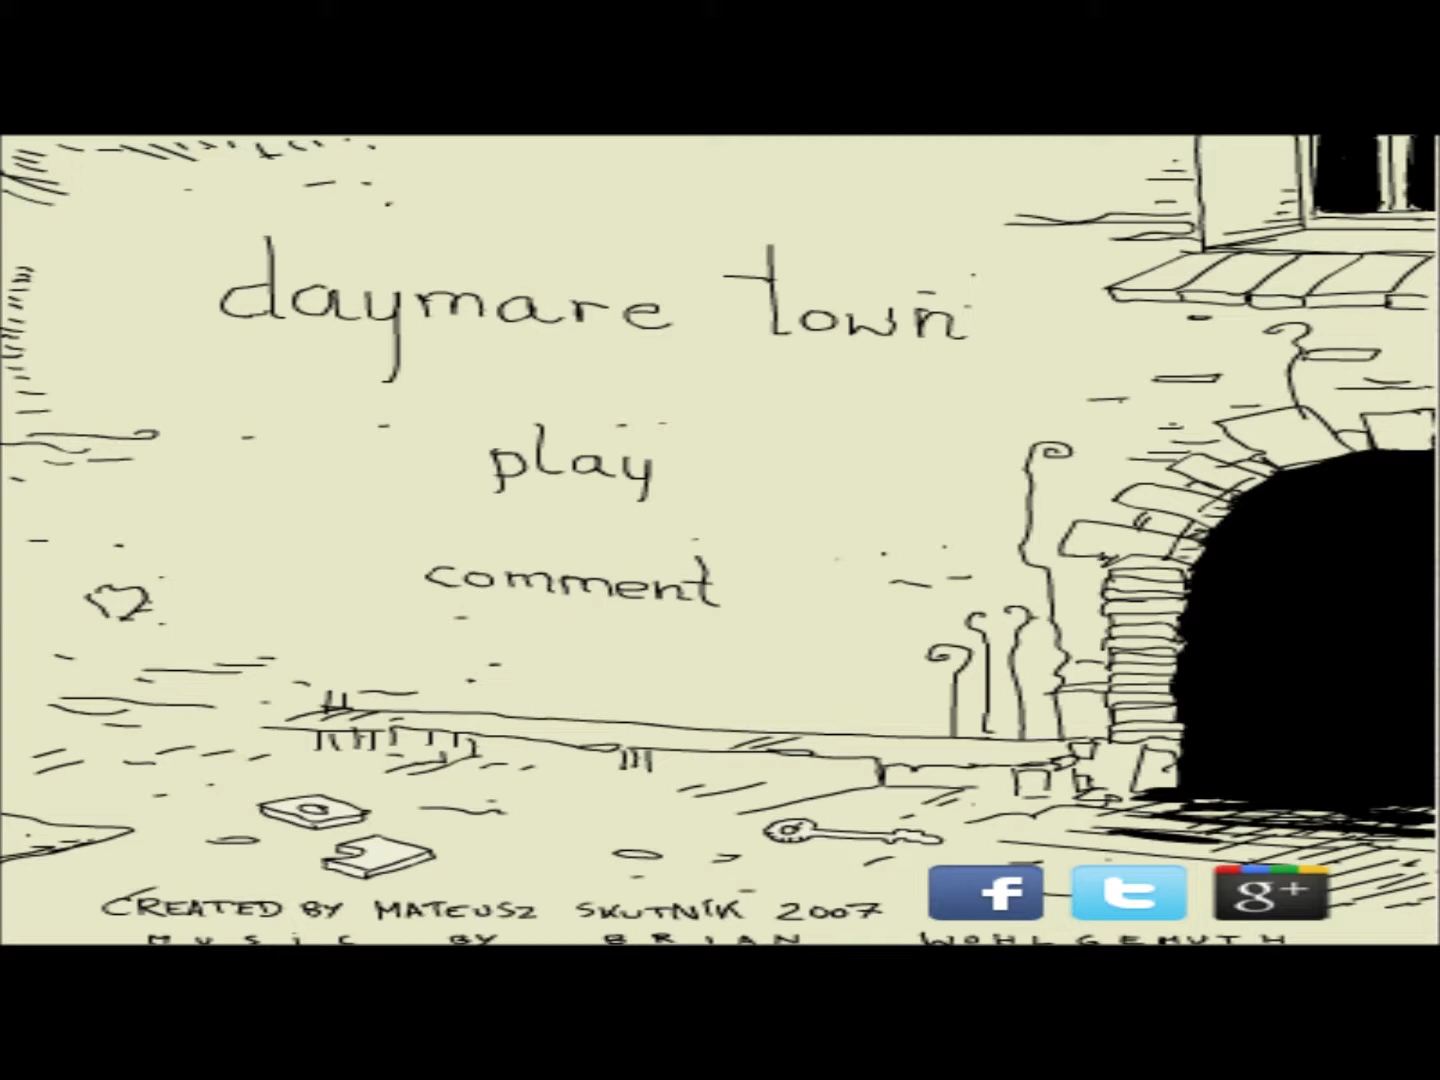 daymare town
play
comment
CREATED BY MATEUSZ SKUTNIK 2007
f
t
g+
MUSIC BY BRIAN WOHLGEMUTH